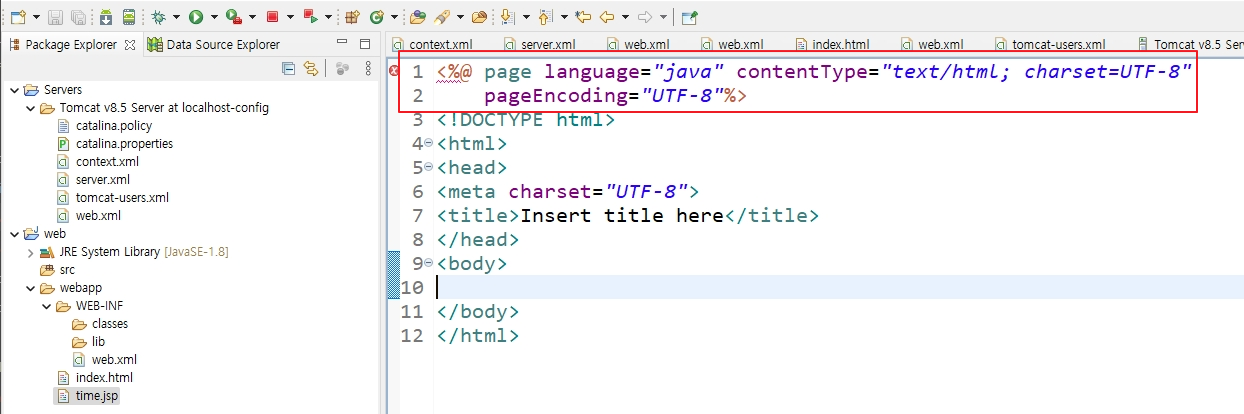 Package Explorer
Data Source Explorer
Servers
Tomcat v8.5 Server at localhost-config
catalina.policy
catalina.properties
context.xml
server.xml
tomcat-users.xml
web.xml
web
JRE System Library [JavaSE-1.8]
src
webapp
WEB-INF
classes
lib
web.xml
index.html
time.jsp
context.xml server.xml web.xml web.xml index.html web.xml tomcat-users.xml Tomcat v8.5 Ser
1 <%@ page language="java" contentType="text/html; charset=UTF-8"
2     pageEncoding="UTF-8"%>
3 <!DOCTYPE html>
4 <html>
5 <head>
6 <meta charset="UTF-8">
7 <title>Insert title here</title>
8 </head>
9 <body>
10
11 </body>
12 </html>